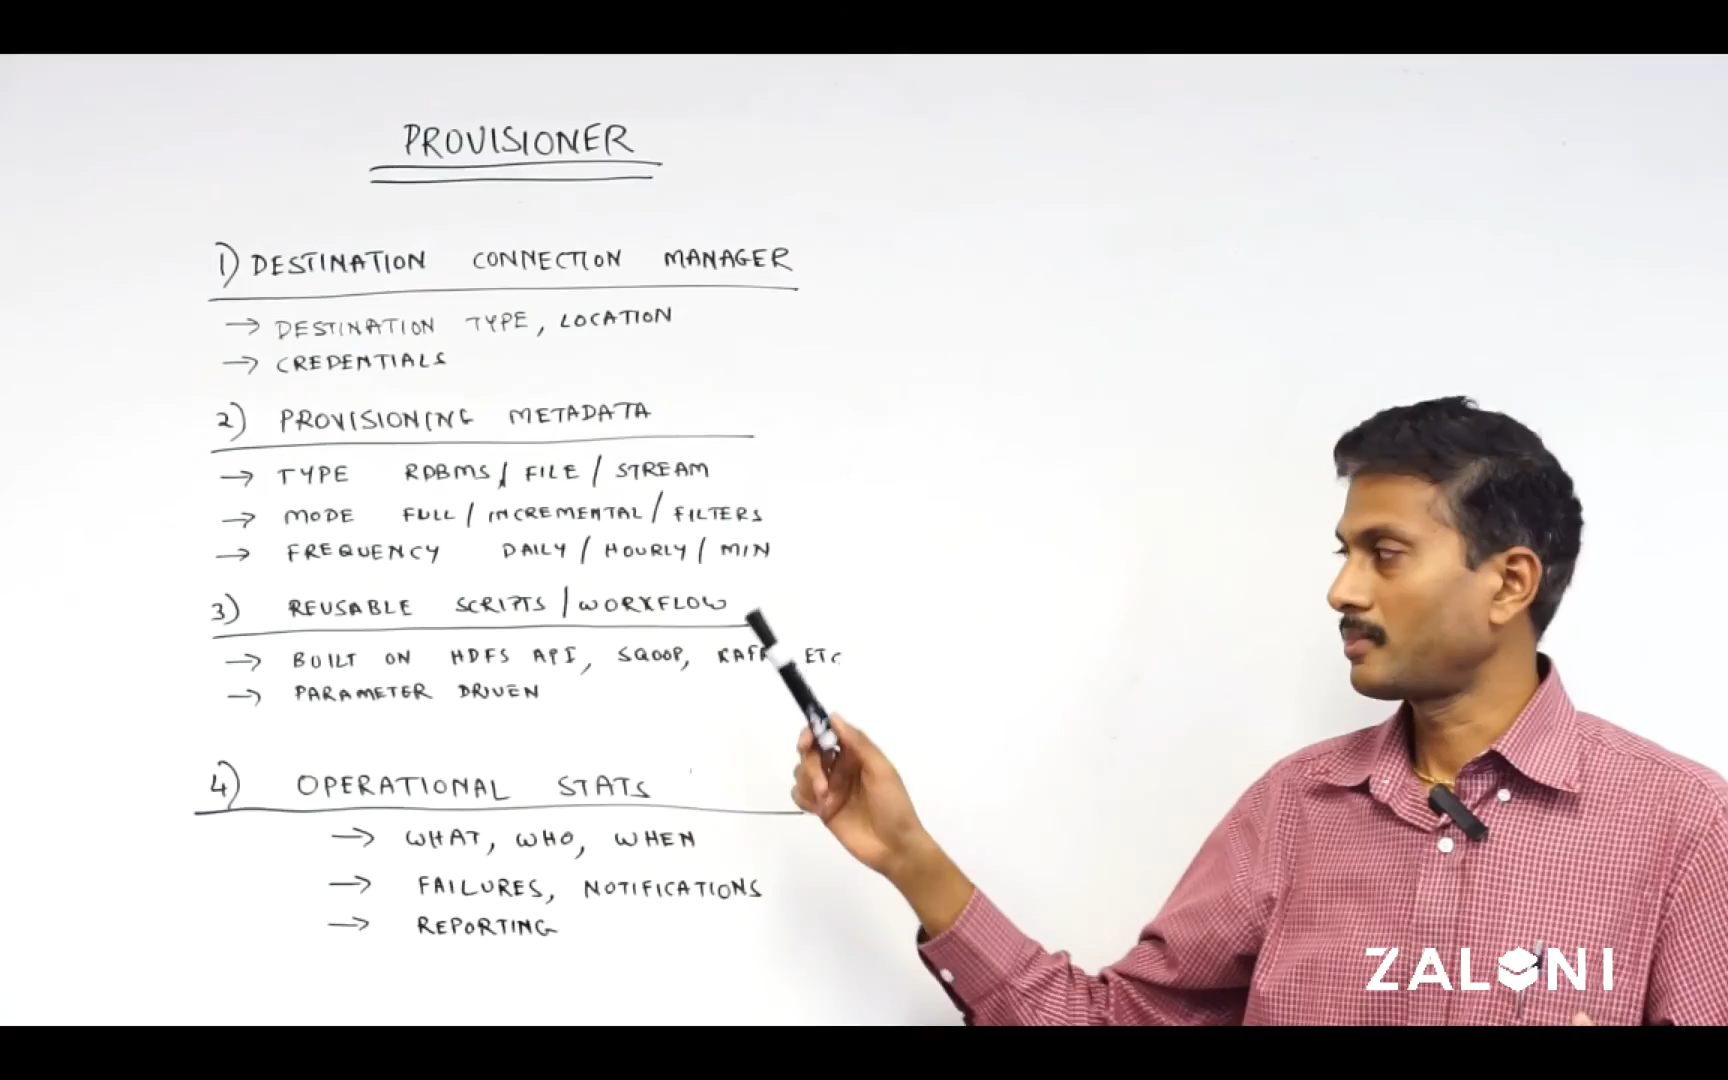 PROVISIONER
1) DESTINATION CONNECTION MANAGER
→ DESTINATION TYPE, LOCATION
→ CREDENTIALS
2) PROVISIONING METADATA
→ TYPE RDBMS / FILE / STREAM
→ MODE FULL / INCREMENTAL / FILTERS
→ FREQUENCY DAILY / HOURLY / MIN
3) REUSABLE SCRIPTS / WORKFLOW
→ BUILT ON HDFS API, SQOOP, ETC
→ PARAMETER DRIVEN
4) OPERATIONAL STATS
→ WHAT, WHO, WHEN
→ FAILURES, NOTIFICATIONS
→ REPORTING
ZALONI